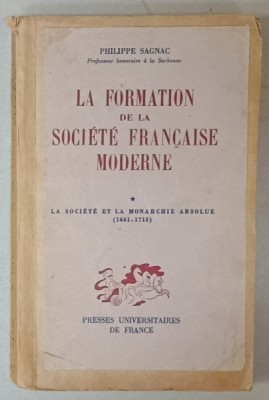 PHILIPPE SAGNAC
Professeur honoraire à la Sorbonne
LA FORMATION
DE LA
SOCIÉTÉ FRANÇAISE
MODERNE
*
LA SOCIÉTÉ ET LA MONARCHIE ABSOLUE
(1661-1715)
PRESSES UNIVERSITAIRES
DE FRANCE